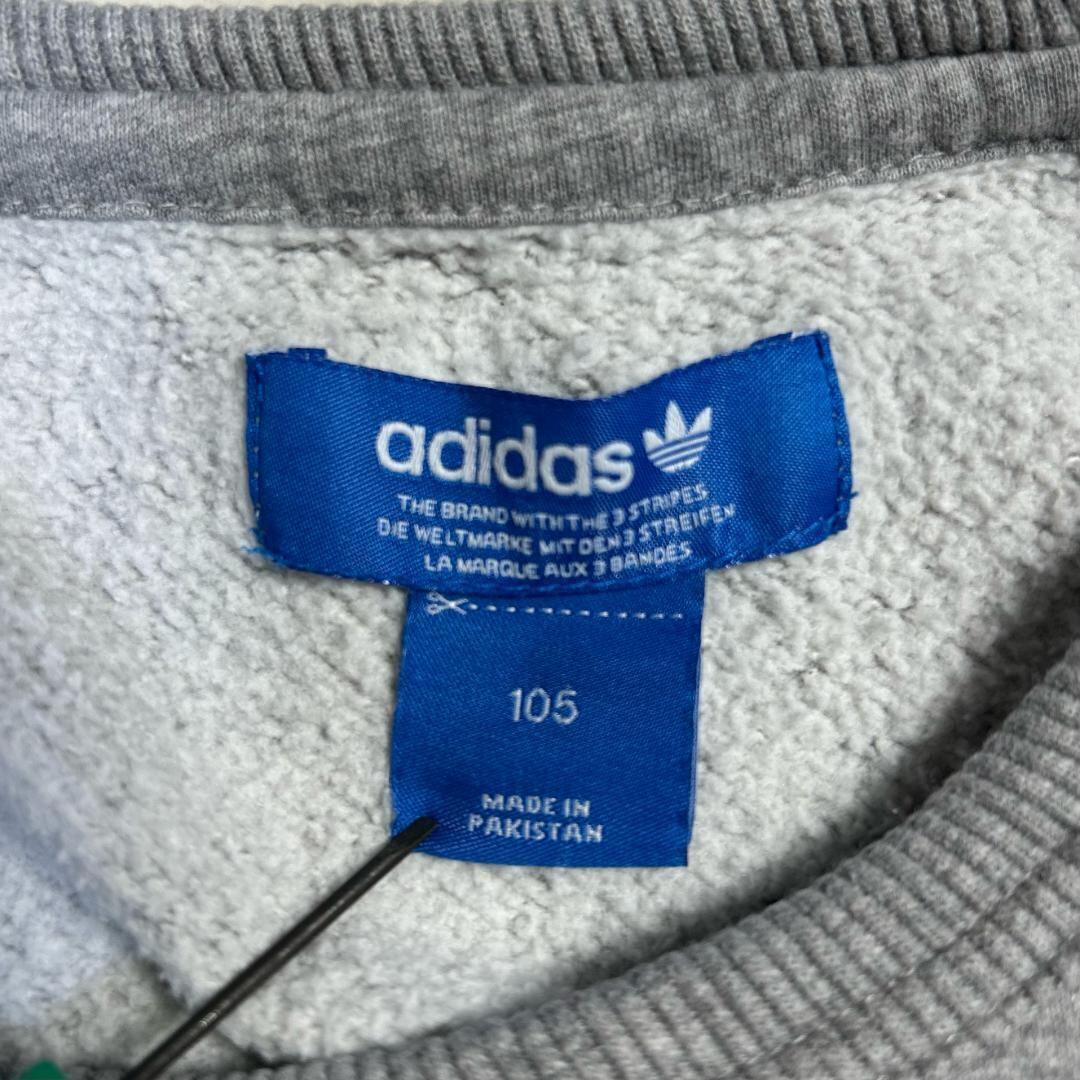 adidas
THE BRAND WITH THE 3 STRIPES
DIE WELTMARKE MIT DEN 3 STREIFEN
LA MARQUE AUX 3 BANDES
105
MADE IN
PAKISTAN